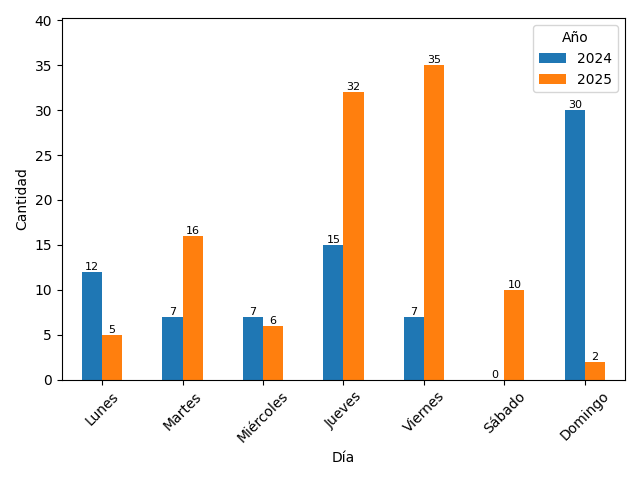 40
35
30
25
20
15
10
5
0
Cantidad
Año
2024
2025
12
7
7
15
7
0
30
5
16
6
32
35
10
2
Lunes
Martes
Miércoles
Jueves
Viernes
Sábado
Domingo
Día